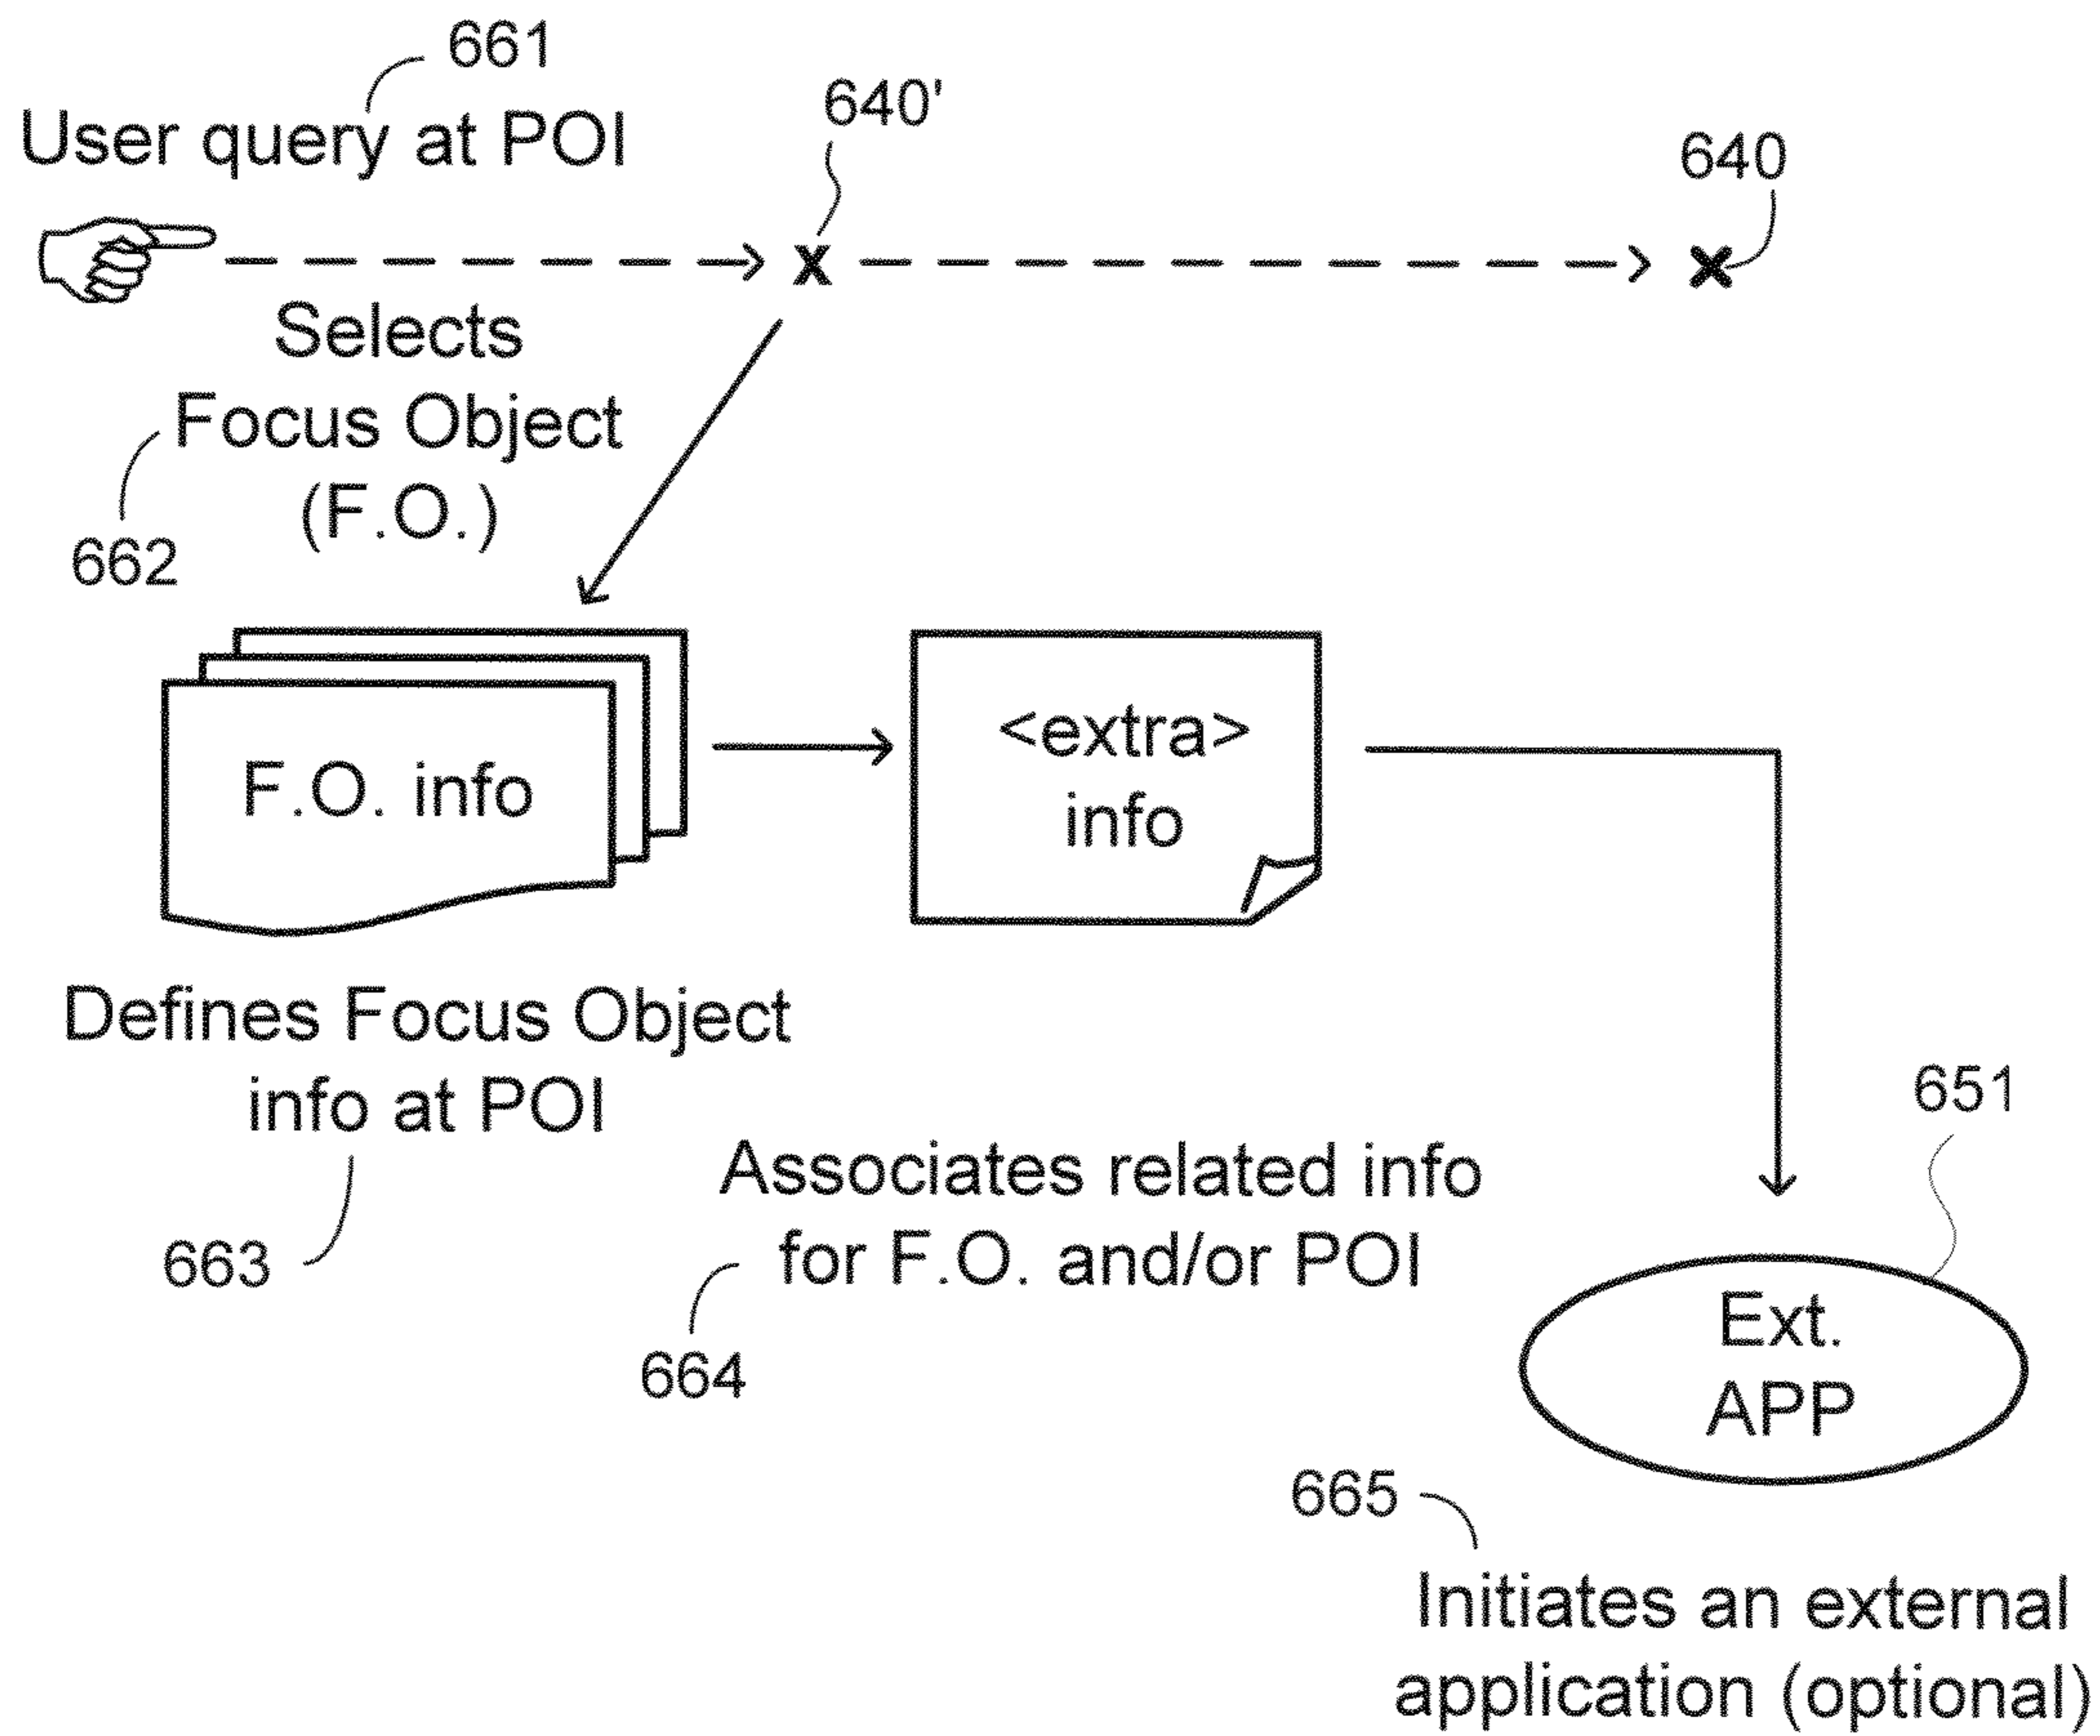 661
User query at POI
640'
640
x
x
Selects
Focus Object
(F.O.)
662
F.O. info
<extra>
info
Defines Focus Object
info at POI
663
Associates related info
for F.O. and/or POI
664
651
Ext.
APP
665
Initiates an external
application (optional)